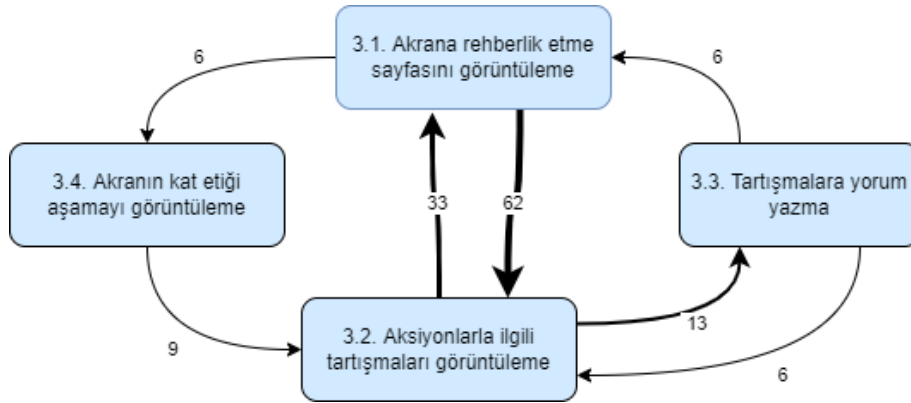 3.1. Akrana rehberlik etme
sayfasını görüntüleme
6
6
3.4. Akranın kat etiği
aşamayı görüntüleme
33
62
3.3. Tartışmalara yorum
yazma
9
3.2. Aksiyonlarla ilgili
tartışmaları görüntüleme
13
6